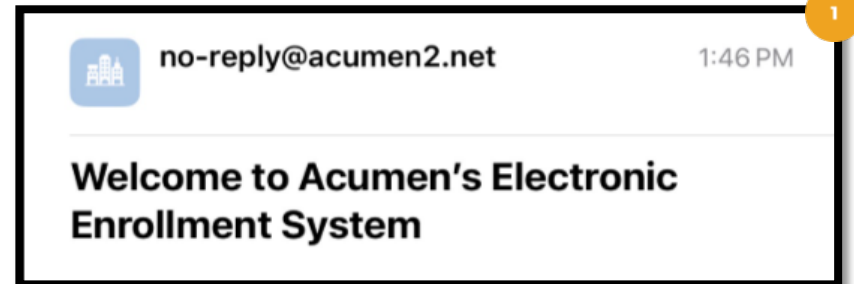 1
no-reply@acumen2.net 1:46 PM
Welcome to Acumen’s Electronic
Enrollment System